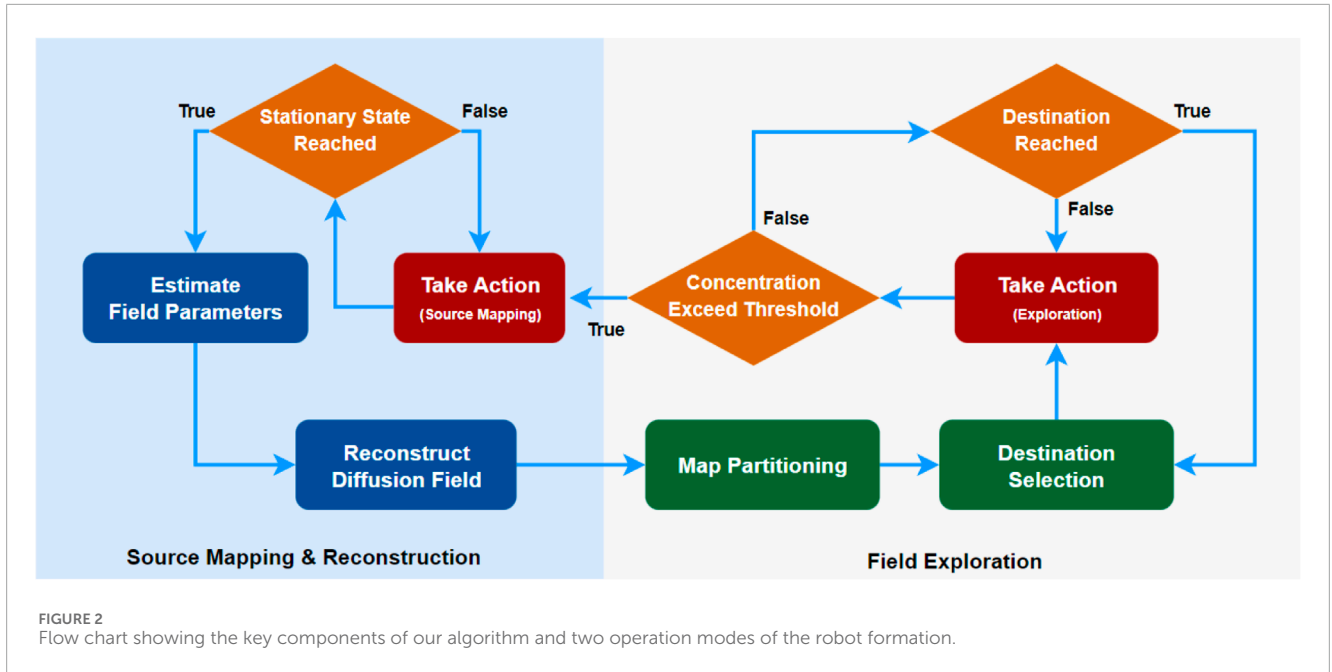 Stationary State
Reached
True
False
Estimate
Field Parameters
Take Action
(Source Mapping)
Reconstruct
Diffusion Field
Source Mapping & Reconstruction
Destination
Reached
True
False
False
Concentration
Exceed Threshold
True
Take Action
(Exploration)
Map Partitioning
Destination
Selection
Field Exploration
FIGURE 2
Flow chart showing the key components of our algorithm and two operation modes of the robot formation.